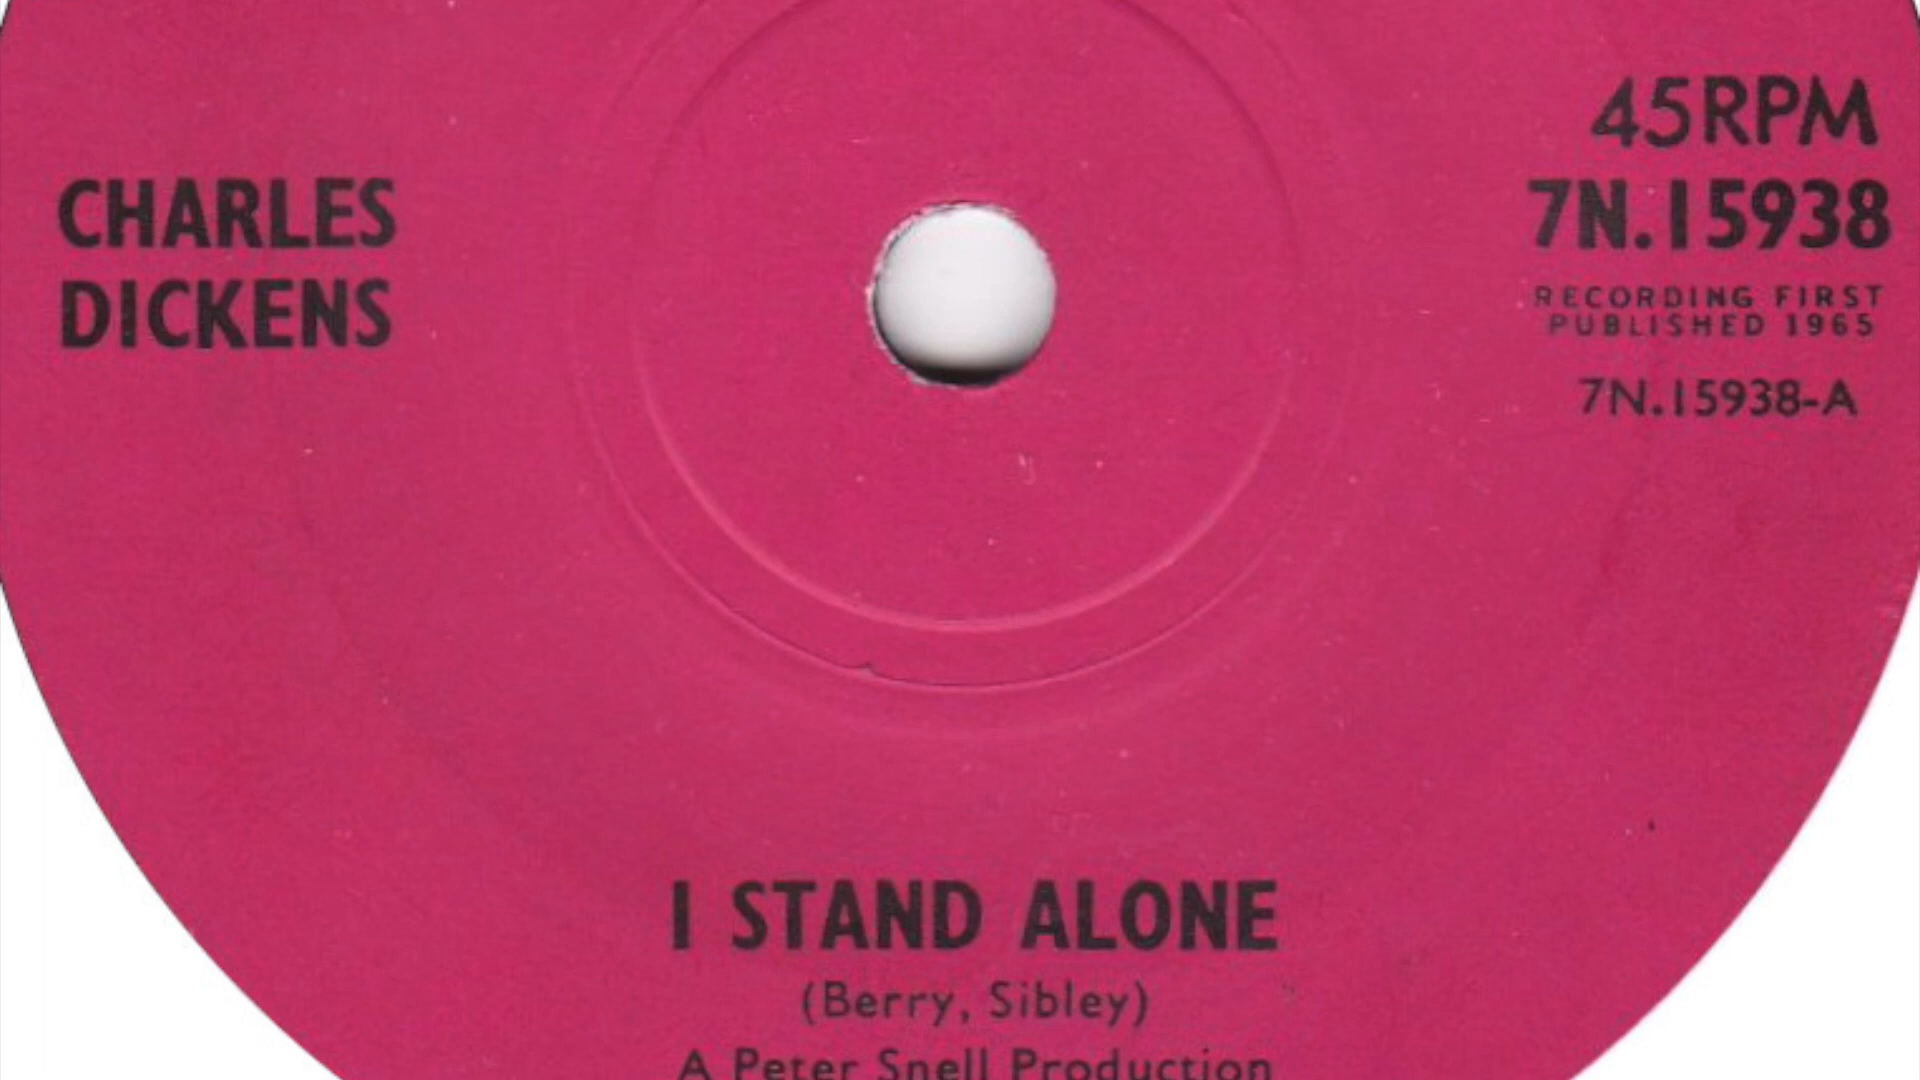 45RPM
CHARLES
DICKENS
7N.15938
RECORDING FIRST
PUBLISHED 1965
7N.15938-A
I STAND ALONE
(Berry, Sibley)
A Peter Snell Production